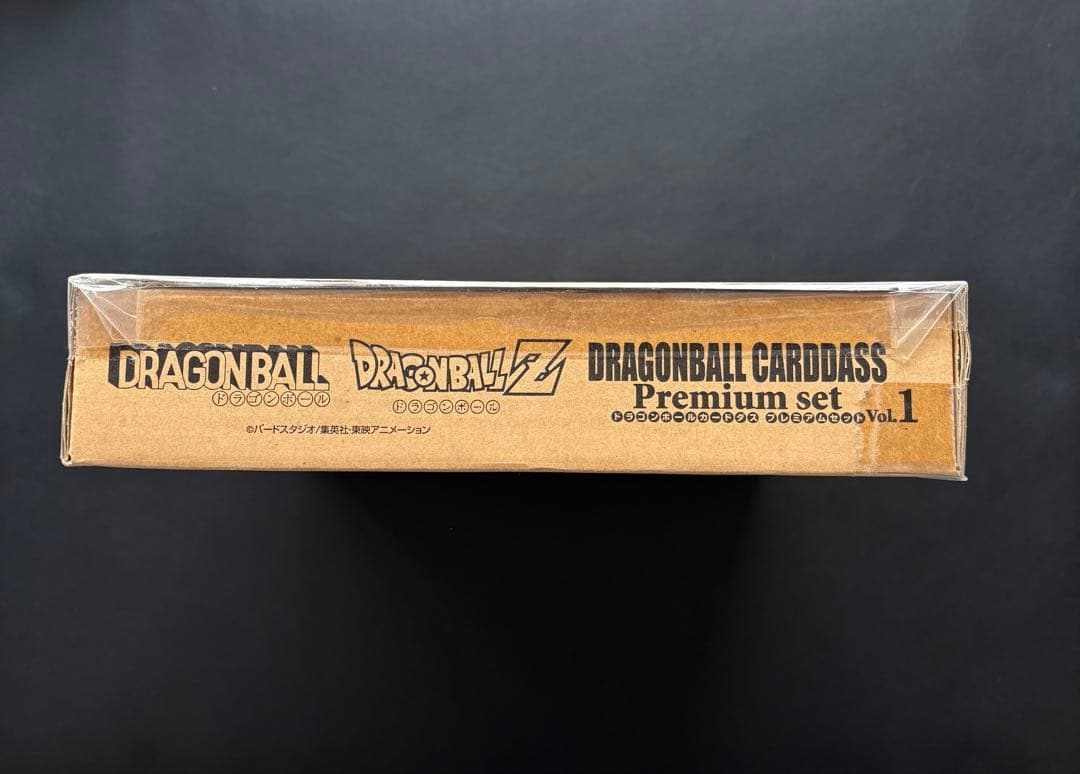 DRAGONBALL
ドラゴンボール
DRAGONBALL Z
ドラゴンボール
©バードスタジオ/集英社・東映アニメーション
DRAGONBALL CARDDASS
Premium set
ドラゴンボールカードダス プレミアムセット Vol.1